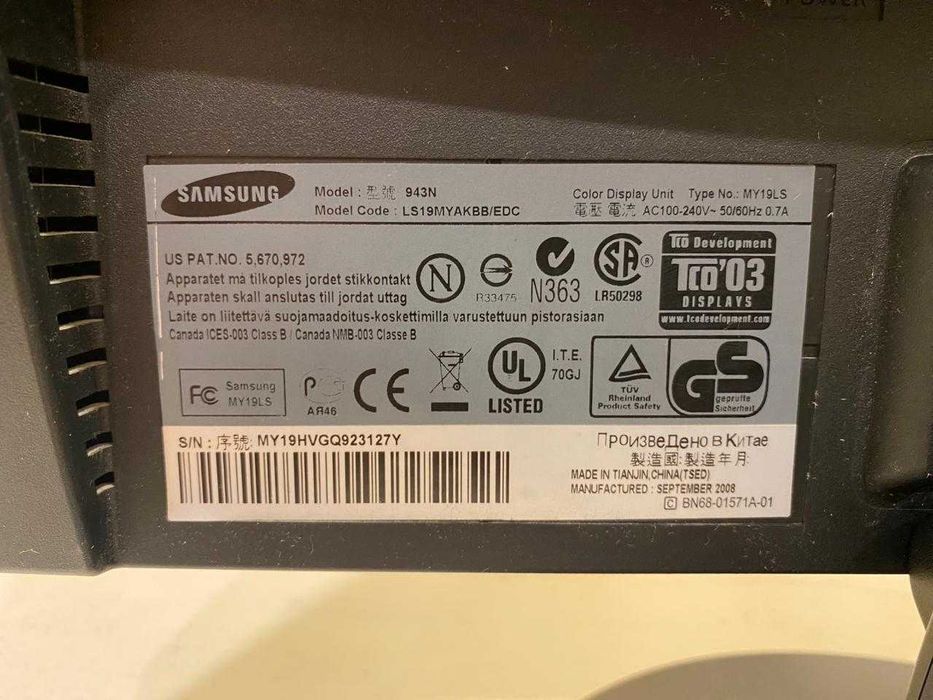 POWER
SAMSUNG
Model : 型號 943N
Model Code : LS19MYAKBB/EDC
Color Display Unit Type No.: MY19LS
電壓 電流 AC100-240V~ 50/60Hz 0.7A
US PAT.NO. 5,670,972
Apparatet må tilkoples jordet stikkontakt
Apparaten skall anslutas till jordat uttag
Laite on liitettävä suojamaadoitus-koskettimilla varustettuun pistorasiaan
Canada ICES-003 Class B / Canada NMB-003 Classe B
N
R33475
N363
SA ®
LR50298
TCO Development
TCO'03
DISPLAYS
www.tcodevelopment.com
FC Samsung
MY19LS
РС
АЯ46
CE
UL
LISTED
I.T.E.
70GJ
TÜV
Rheinland
Product Safety
GS
geprüfte
Sicherheit
S/N : 序號: MY19HVGQ923127Y
Произведено в Китае
製造國:製造年月
MADE IN TIANJIN,CHINA(TSED)
MANUFACTURED : SEPTEMBER 2008
C BN68-01571A-01